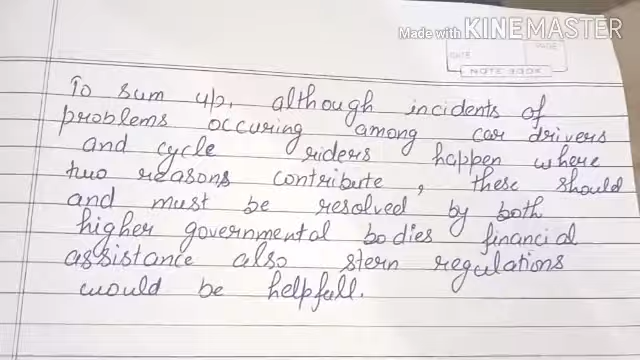 Made with KINEMASTER
DATE
PAGE
NOTE BOOK
To sum up, although incidents of
problems occuring among car drivers
and cycle riders happen where
two reasons contribute, these should
and must be resolved by both
higher governmental bodies financial
assistance also stern regulations
would be helpfull.